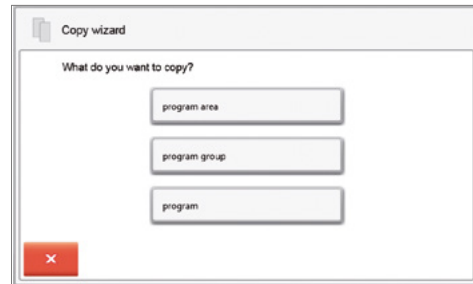 Copy wizard
What do you want to copy?
program area
program group
program